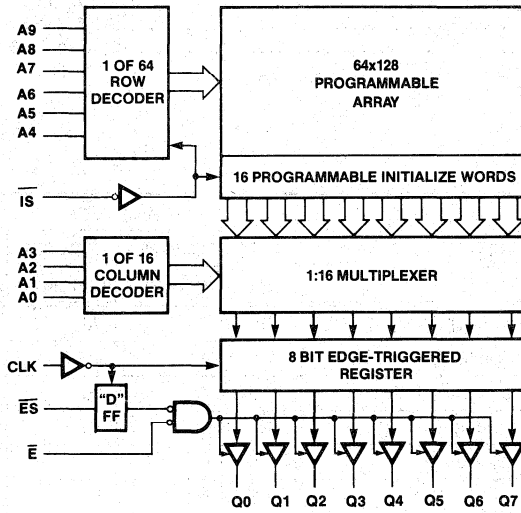 A9
A8
A7
A6
A5
A4
1 OF 64
ROW
DECODER
64x128
PROGRAMMABLE
ARRAY
IS
16 PROGRAMMABLE INITIALIZE WORDS
A3
A2
A1
A0
1 OF 16
COLUMN
DECODER
1:16 MULTIPLEXER
CLK
8 BIT EDGE-TRIGGERED
REGISTER
ES
"D"
FF
E
Q0 Q1 Q2 Q3 Q4 Q5 Q6 Q7